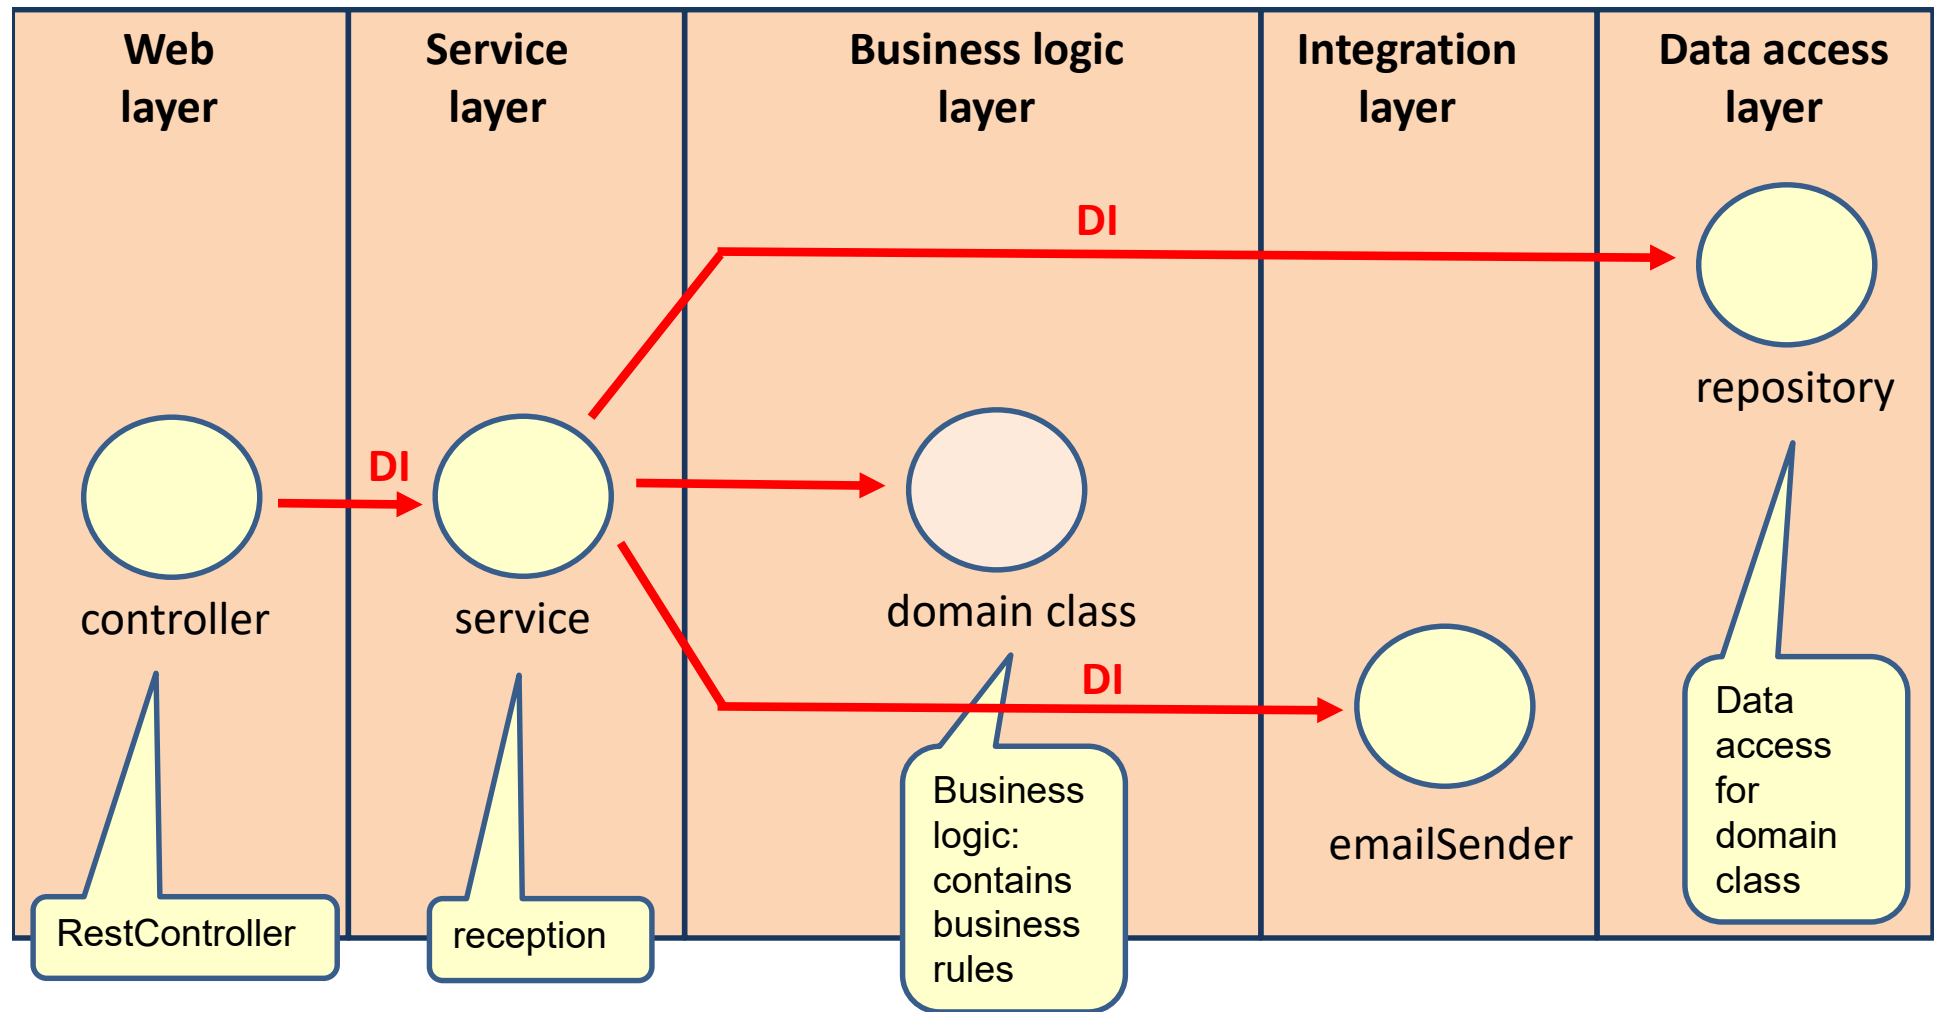 Web
layer
Service
layer
Business logic
layer
Integration
layer
Data access
layer
DI
DI
DI
controller
service
domain class
emailSender
repository
RestController
reception
Business
logic:
contains
business
rules
Data
access
for
domain
class